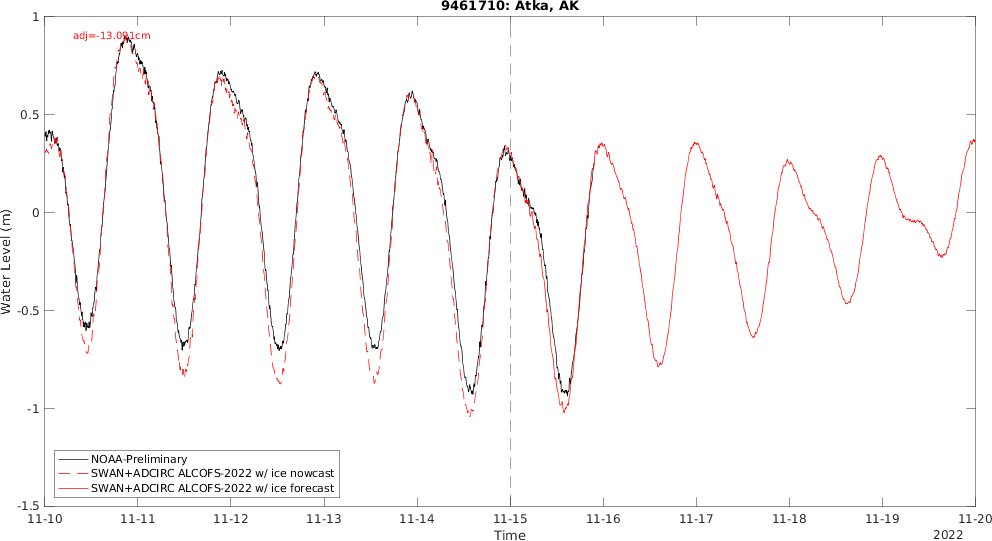 9461710: Atka, AK
adj=-13.091cm
1
0.5
0
-0.5
-1
-1.5
Water Level (m)
NOAA-Preliminary
SWAN+ADCIRC ALCOFS-2022 w/ ice nowcast
SWAN+ADCIRC ALCOFS-2022 w/ ice forecast
11-10 11-11 11-12 11-13 11-14 11-15 11-16 11-17 11-18 11-19 11-20
Time
2022